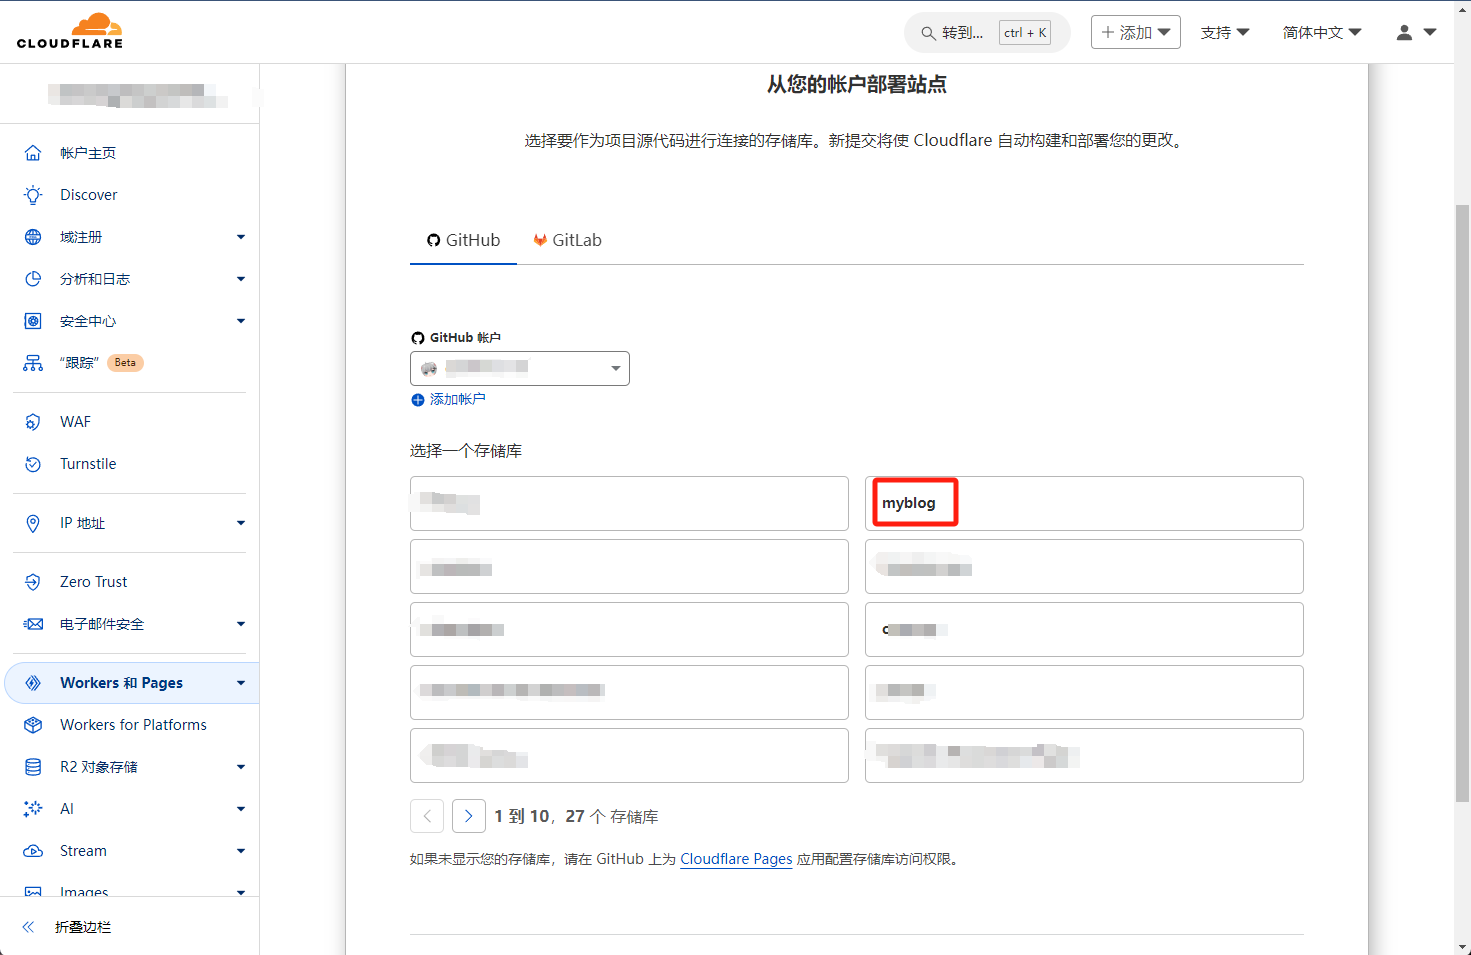 CLOUDFLARE
转到... ctrl + K
添加
支持
简体中文
帐户主页
Discover
域注册
分析和日志
安全中心
“跟踪” Beta
WAF
Turnstile
IP 地址
Zero Trust
电子邮件安全
Workers 和 Pages
Workers for Platforms
R2 对象存储
AI
Stream
Images
折叠边栏
从您的帐户部署站点
选择要作为项目源代码进行连接的存储库。新提交将使 Cloudflare 自动构建和部署您的更改。
GitHub GitLab
GitHub 帐户
添加帐户
选择一个存储库
myblog
1 到 10，27 个 存储库
如果未显示您的存储库，请在 GitHub 上为 Cloudflare Pages 应用配置存储库访问权限。